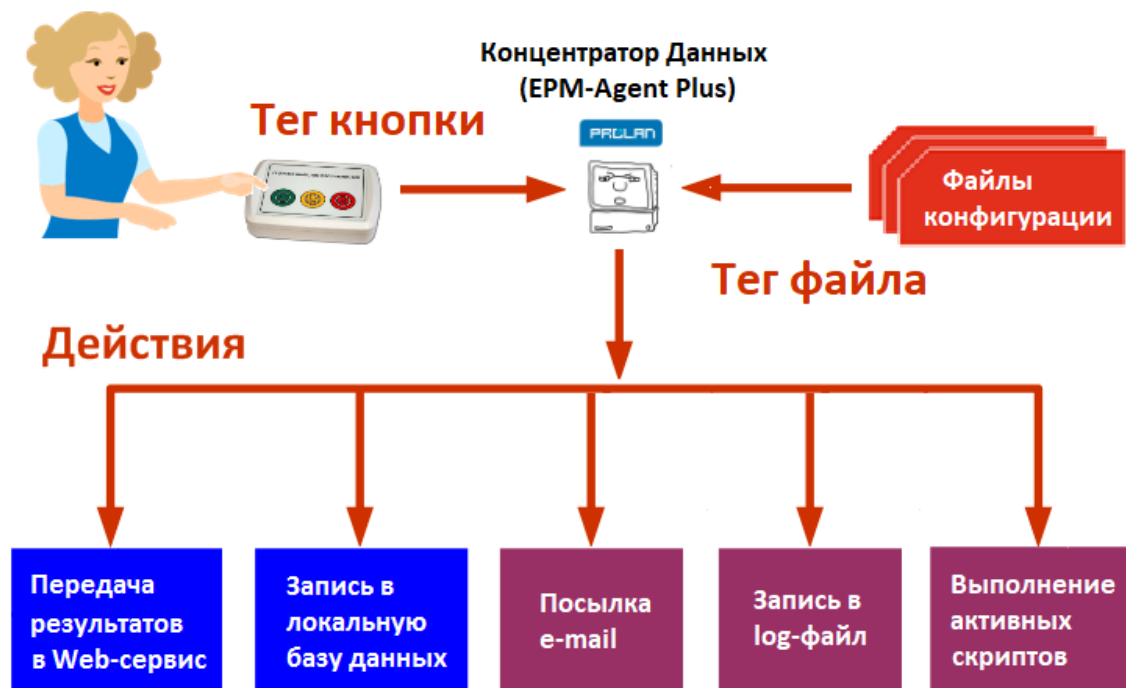 Концентратор Данных
(EPM-Agent Plus)
Тег кнопки
PROLAN
Файлы
конфигурации
Тег файла
Действия
Передача
результатов
в Web-сервис
Запись в
локальную
базу данных
Посылка
e-mail
Запись в
log-файл
Выполнение
активных
скриптов